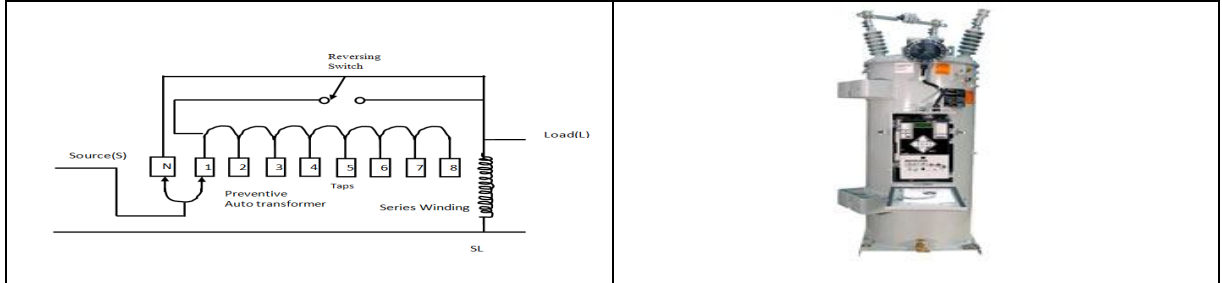 Reversing
Switch
Load(L)
Source(S)
N 1 2 3 4 5 6 7 8
Taps
Preventive
Auto transformer
Series Winding
SL